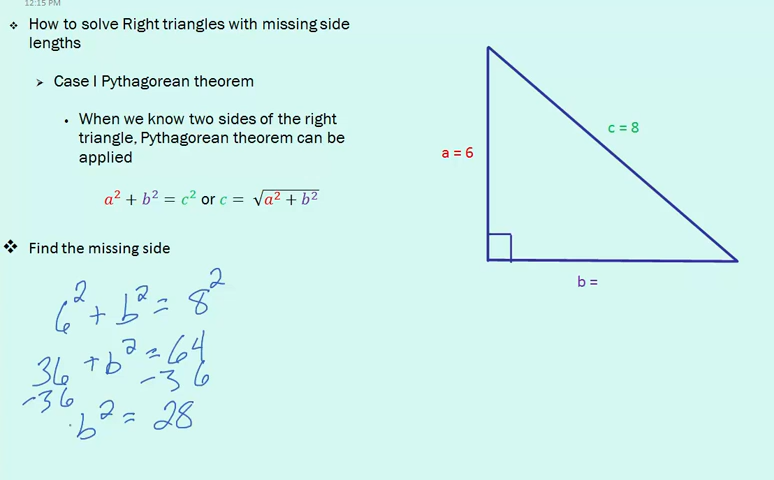 12:15 PM
How to solve Right triangles with missing side
lengths
Case I Pythagorean theorem
When we know two sides of the right
triangle, Pythagorean theorem can be
applied
a² + b² = c² or c = √a² + b²
Find the missing side
6² + b² = 8²
36 + b² = 64
-36 -36
b² = 28
a = 6
c = 8
b =